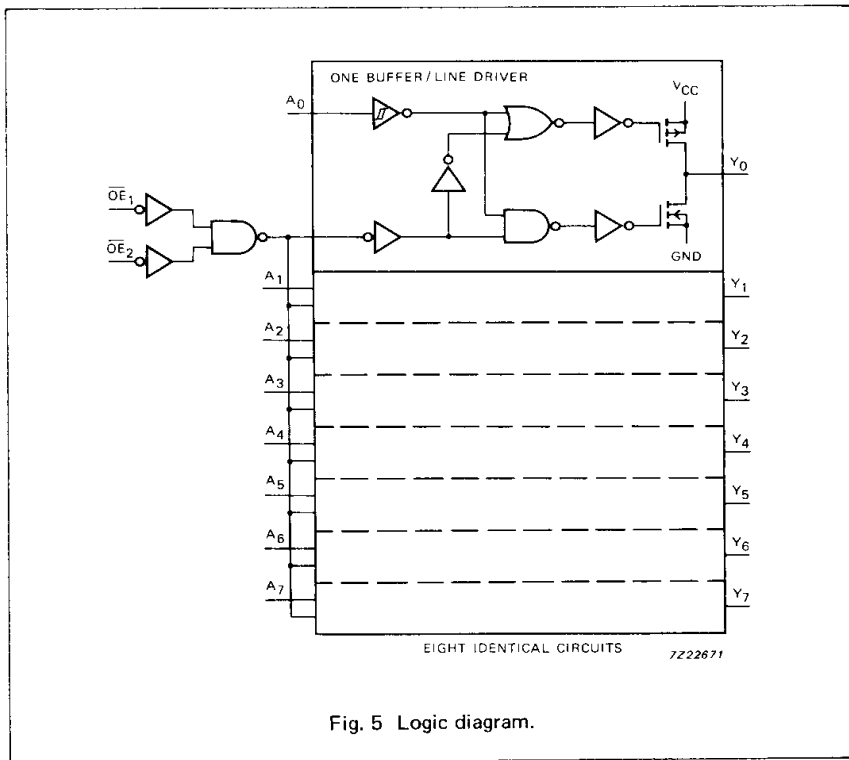 ONE BUFFER/LINE DRIVER
VCC
A0
Y0
OE1
OE2
GND
A1
Y1
A2
Y2
A3
Y3
A4
Y4
A5
Y5
A6
Y6
A7
Y7
EIGHT IDENTICAL CIRCUITS
7Z22671
Fig. 5 Logic diagram.